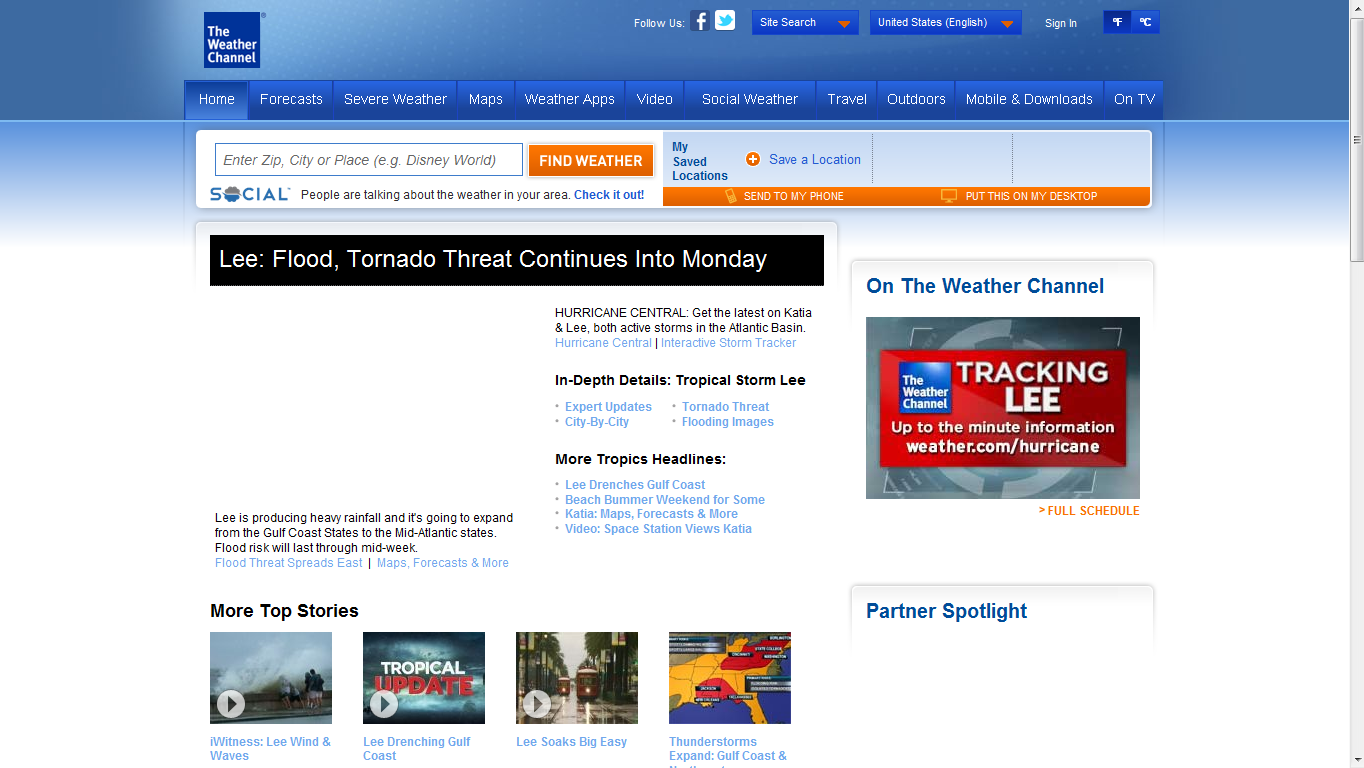 The
Weather
Channel
Follow Us:
Site Search
United States (English)
Sign In
°F
°C
Home
Forecasts
Severe Weather
Maps
Weather Apps
Video
Social Weather
Travel
Outdoors
Mobile & Downloads
On TV
Enter Zip, City or Place (e.g. Disney World)
FIND WEATHER
SOCIAL
People are talking about the weather in your area. Check it out!
My
Saved
Locations
Save a Location
SEND TO MY PHONE
PUT THIS ON MY DESKTOP
Lee: Flood, Tornado Threat Continues Into Monday
Lee is producing heavy rainfall and it's going to expand
from the Gulf Coast States to the Mid-Atlantic states.
Flood risk will last through mid-week.
Flood Threat Spreads East | Maps, Forecasts & More
HURRICANE CENTRAL: Get the latest on Katia
& Lee, both active storms in the Atlantic Basin.
Hurricane Central | Interactive Storm Tracker
In-Depth Details: Tropical Storm Lee
• Expert Updates
• Tornado Threat
• City-By-City
• Flooding Images
More Tropics Headlines:
• Lee Drenches Gulf Coast
• Beach Bummer Weekend for Some
• Katia: Maps, Forecasts & More
• Video: Space Station Views Katia
On The Weather Channel
The
Weather
Channel
TRACKING
LEE
Up to the minute information
weather.com/hurricane
> FULL SCHEDULE
Partner Spotlight
More Top Stories
iWitness: Lee Wind &
Waves
TROPICAL
UPDATE
Lee Drenching Gulf
Coast
Lee Soaks Big Easy
Thunderstorms
Expand: Gulf Coast &